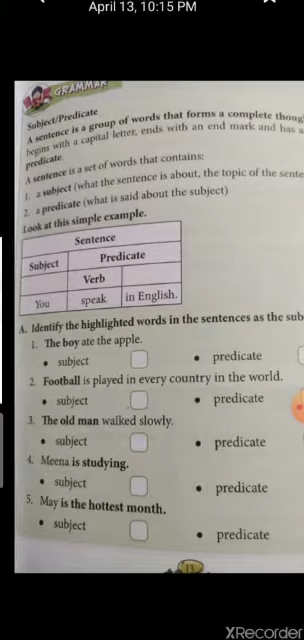 April 13, 10:15 PM
GRAMMAR
Subject/Predicate
A sentence is a group of words that forms a complete
begins with a capital letter, ends with an end mark and has a
predicate.
A sentence is a set of words that contains:
1. a subject (what the sentence is about, the topic of the
2. a predicate (what is said about the subject)
Look at this simple example.
Sentence
Subject Predicate
Verb
You speak in English.
A. Identify the highlighted words in the sentences as the
1. The boy ate the apple.
• subject • predicate
2. Football is played in every country in the world.
• subject • predicate
3. The old man walked slowly.
• subject • predicate
4. Meena is studying.
• subject • predicate
5. May is the hottest month.
• subject • predicate
13
XRecorder